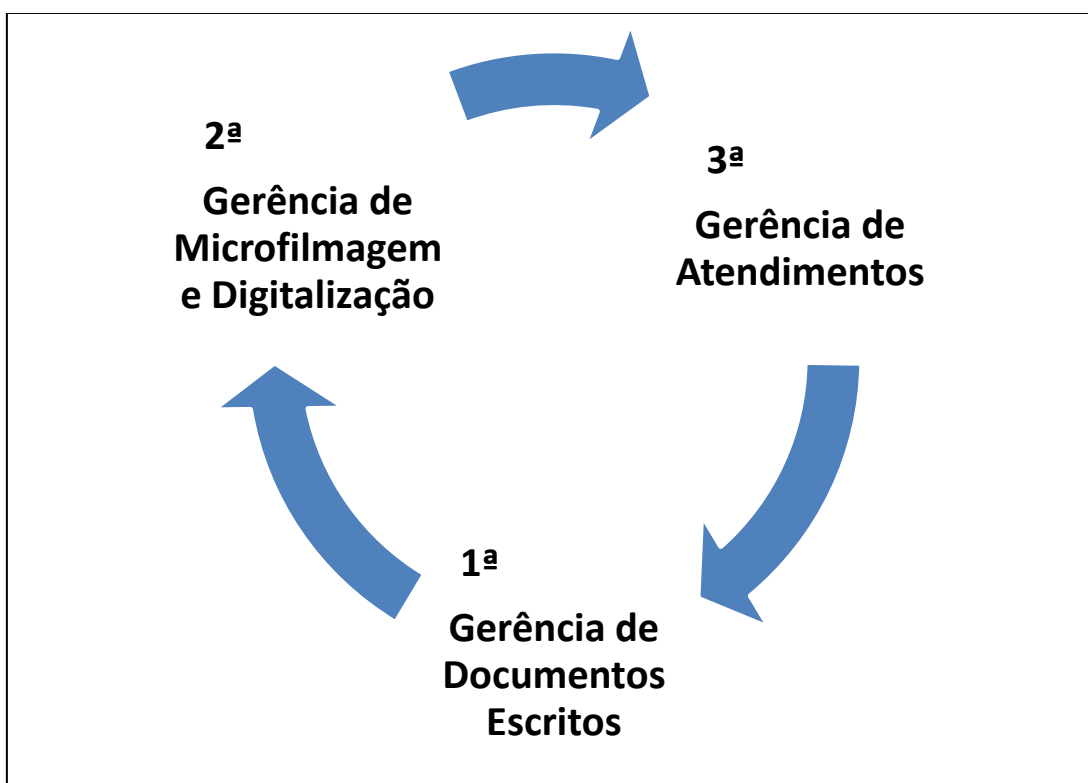 2ª
Gerência de
Microfilmagem
e Digitalização
3ª
Gerência de
Atendimentos
1ª
Gerência de
Documentos
Escritos